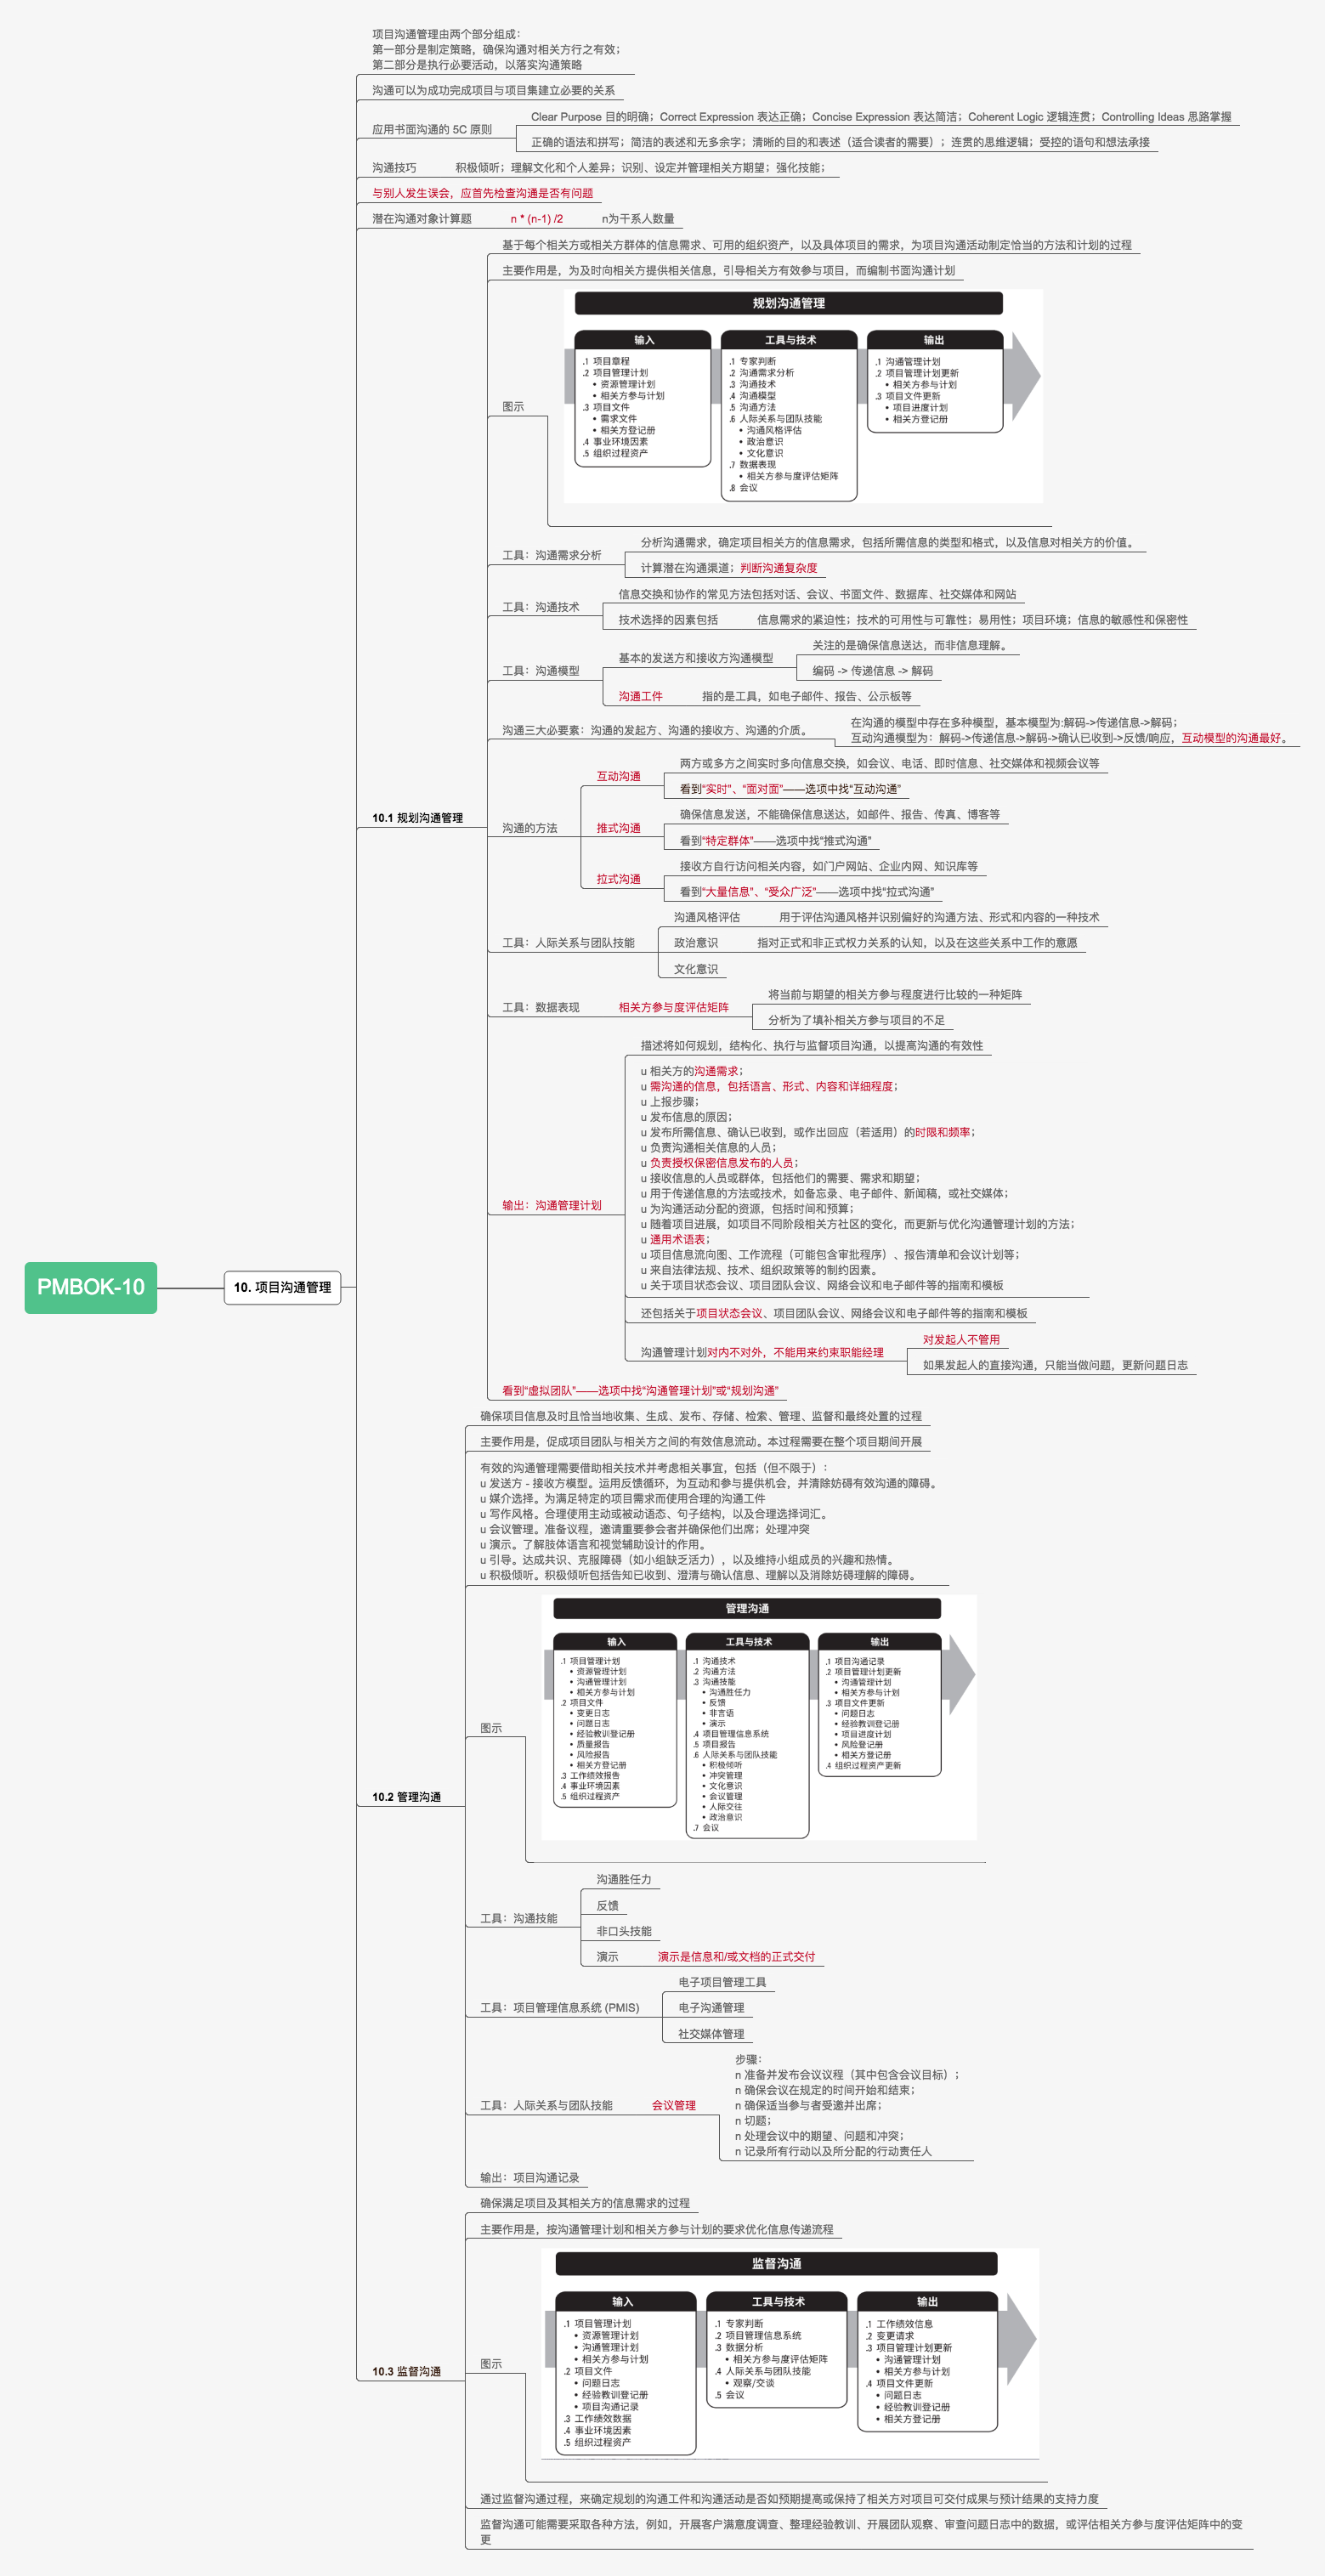 项目沟通管理由两个部分组成：
第一部分是制定策略，确保沟通对相关方行之有效；
第二部分是执行必要活动，以落实沟通策略
沟通可以为成功完成项目与项目集建立必要的关系
应用书面沟通的 5C 原则
Clear Purpose 目的明确；Correct Expression 表达正确；Concise Expression 表达简洁；Coherent Logic 逻辑连贯；Controlling Ideas 思路掌握
正确的语法和拼写；简洁的表述和无多余字；清晰的目的和表述（适合读者的需要）；连贯的思维逻辑；受控的语句和想法承接
沟通技巧 积极倾听；理解文化和个人差异；识别、设定并管理相关方期望；强化技能；
与别人发生误会，应首先检查沟通是否有问题
潜在沟通对象计算题 n * (n-1) /2 n为干系人数量
10.1 规划沟通管理
基于每个相关方或相关方群体的信息需求、可用的组织资产，以及具体项目的需求，为项目沟通活动制定恰当的方法和计划的过程
主要作用是，为及时向相关方提供相关信息，引导相关方有效参与项目，而编制书面沟通计划
图示
规划沟通管理
输入
.1 项目章程
.2 项目管理计划
• 资源管理计划
• 相关方参与计划
.3 项目文件
• 需求文件
• 相关方登记册
.4 事业环境因素
.5 组织过程资产
工具与技术
.1 专家判断
.2 沟通需求分析
.3 沟通技术
.4 沟通模型
.5 沟通方法
.6 人际关系与团队技能
• 沟通风格评估
• 政治意识
• 文化意识
.7 数据表现
• 相关方参与度评估矩阵
.8 会议
输出
.1 沟通管理计划
.2 项目管理计划更新
• 相关方参与计划
.3 项目文件更新
• 项目进度计划
• 相关方登记册
工具：沟通需求分析
分析沟通需求，确定项目相关方的信息需求，包括所需信息的类型和格式，以及信息对相关方的价值。
计算潜在沟通渠道；判断沟通复杂度
工具：沟通技术
信息交换和协作的常见方法包括对话、会议、书面文件、数据库、社交媒体和网站
技术选择的因素包括 信息需求的紧迫性；技术的可用性与可靠性；易用性；项目环境；信息的敏感性和保密性
工具：沟通模型
基本的发送方和接收方沟通模型
关注的是确保信息送达，而非信息理解。
编码 -> 传递信息 -> 解码
沟通工件 指的是工具，如电子邮件、报告、公示板等
沟通三大必要素：沟通的发起方、沟通的接收方、沟通的介质。
在沟通的模型中存在多种模型，基本模型为:解码->传递信息->解码；
互动沟通模型为：解码->传递信息->解码->确认已收到->反馈/响应，互动模型的沟通最好。
沟通的方法
互动沟通
两方或多方之间实时多向信息交换，如会议、电话、即时信息、社交媒体和视频会议等
看到“实时”、“面对面”——选项中找“互动沟通”
推式沟通
确保信息发送，不能确保信息送达，如邮件、报告、传真、博客等
看到“特定群体”——选项中找“推式沟通”
拉式沟通
接收方自行访问相关内容，如门户网站、企业内网、知识库等
看到“大量信息”、“受众广泛”——选项中找“拉式沟通”
工具：人际关系与团队技能
沟通风格评估 用于评估沟通风格并识别偏好的沟通方法、形式和内容的一种技术
政治意识 指对正式和非正式权力关系的认知，以及在这些关系中工作的意愿
文化意识
工具：数据表现 相关方参与度评估矩阵
将当前与期望的相关方参与程度进行比较的一种矩阵
分析为了填补相关方参与项目的不足
输出：沟通管理计划
描述将如何规划，结构化、执行与监督项目沟通，以提高沟通的有效性
u 相关方的沟通需求；
u 需沟通的信息，包括语言、形式、内容和详细程度；
u 上报步骤；
u 发布信息的原因；
u 发布所需信息、确认已收到，或作出回应（若适用）的时限和频率；
u 负责沟通相关信息的人员；
u 负责授权保密信息发布的人员；
u 接收信息的人员或群体，包括他们的需要、需求和期望；
u 用于传递信息的方法或技术，如备忘录、电子邮件、新闻稿，或社交媒体；
u 为沟通活动分配的资源，包括时间和预算；
u 随着项目进展，如项目不同阶段相关方社区的变化，而更新与优化沟通管理计划的方法；
u 通用术语表；
u 项目信息流向图、工作流程（可能包含审批程序）、报告清单和会议计划等；
u 来自法律法规、技术、组织政策等的制约因素。
u 关于项目状态会议、项目团队会议、网络会议和电子邮件等的指南和模板
还包括关于项目状态会议、项目团队会议、网络会议和电子邮件等的指南和模板
沟通管理计划对内不对外，不能用来约束职能经理
对发起人不管用
如果发起人的直接沟通，只能当做问题，更新问题日志
看到“虚拟团队”——选项中找“沟通管理计划”或“规划沟通”
PMBOK-10
10. 项目沟通管理
10.2 管理沟通
确保项目信息及时且恰当地收集、生成、发布、存储、检索、管理、监督和最终处置的过程
主要作用是，促成项目团队与相关方之间的有效信息流动。本过程需要在整个项目期间开展
有效的沟通管理需要借助相关技术并考虑相关事宜，包括（但不限于）：
u 发送方 - 接收方模型。运用反馈循环，为互动和参与提供机会，并清除妨碍有效沟通的障碍。
u 媒介选择。为满足特定的项目需求而使用合理的沟通工件
u 写作风格。合理使用主动或被动语态、句子结构，以及合理选择词汇。
u 会议管理。准备议程，邀请重要参会者并确保他们出席；处理冲突
u 演示。了解肢体语言和视觉辅助设计的作用。
u 引导。达成共识、克服障碍（如小组缺乏活力），以及维持小组成员的兴趣和热情。
u 积极倾听。积极倾听包括告知已收到、澄清与确认信息、理解以及消除妨碍理解的障碍。
图示
管理沟通
输入
.1 项目管理计划
• 资源管理计划
• 沟通管理计划
• 相关方参与计划
.2 项目文件
• 变更日志
• 问题日志
• 经验教训登记册
• 质量报告
• 风险报告
• 相关方登记册
.3 工作绩效报告
.4 事业环境因素
.5 组织过程资产
工具与技术
.1 沟通技术
.2 沟通方法
.3 沟通技能
• 沟通胜任力
• 反馈
• 非言语
• 演示
.4 项目管理信息系统
.5 项目报告
.6 人际关系与团队技能
• 积极倾听
• 冲突管理
• 文化意识
• 会议管理
• 人际交往
• 政治意识
.7 会议
输出
.1 项目沟通记录
.2 项目管理计划更新
• 沟通管理计划
• 相关方参与计划
.3 项目文件更新
• 问题日志
• 经验教训登记册
• 项目进度计划
• 风险登记册
• 相关方登记册
.4 组织过程资产更新
工具：沟通技能
沟通胜任力
反馈
非口头技能
演示 演示是信息和/或文档的正式交付
工具：项目管理信息系统 (PMIS)
电子项目管理工具
电子沟通管理
社交媒体管理
工具：人际关系与团队技能 会议管理
步骤：
n 准备并发布会议议程（其中包含会议目标）；
n 确保会议在规定的时间开始和结束；
n 确保适当参与者受邀并出席；
n 切题；
n 处理会议中的期望、问题和冲突；
n 记录所有行动以及所分配的行动责任人
输出：项目沟通记录
10.3 监督沟通
确保满足项目及其相关方的信息需求的过程
主要作用是，按沟通管理计划和相关方参与计划的要求优化信息传递流程
图示
监督沟通
输入
.1 项目管理计划
• 资源管理计划
• 沟通管理计划
• 相关方参与计划
.2 项目文件
• 问题日志
• 经验教训登记册
• 项目沟通记录
.3 工作绩效数据
.4 事业环境因素
.5 组织过程资产
工具与技术
.1 专家判断
.2 项目管理信息系统
.3 数据分析
• 相关方参与度评估矩阵
.4 人际关系与团队技能
• 观察/交谈
.5 会议
输出
.1 工作绩效信息
.2 变更请求
.3 项目管理计划更新
• 沟通管理计划
• 相关方参与计划
.4 项目文件更新
• 问题日志
• 经验教训登记册
• 相关方登记册
通过监督沟通过程，来确定规划的沟通工件和沟通活动是否如预期提高或保持了相关方对项目可交付成果与预计结果的支持力度
监督沟通可能需要采取各种方法，例如，开展客户满意度调查、整理经验教训、开展团队观察、审查问题日志中的数据，或评估相关方参与度评估矩阵中的变
更